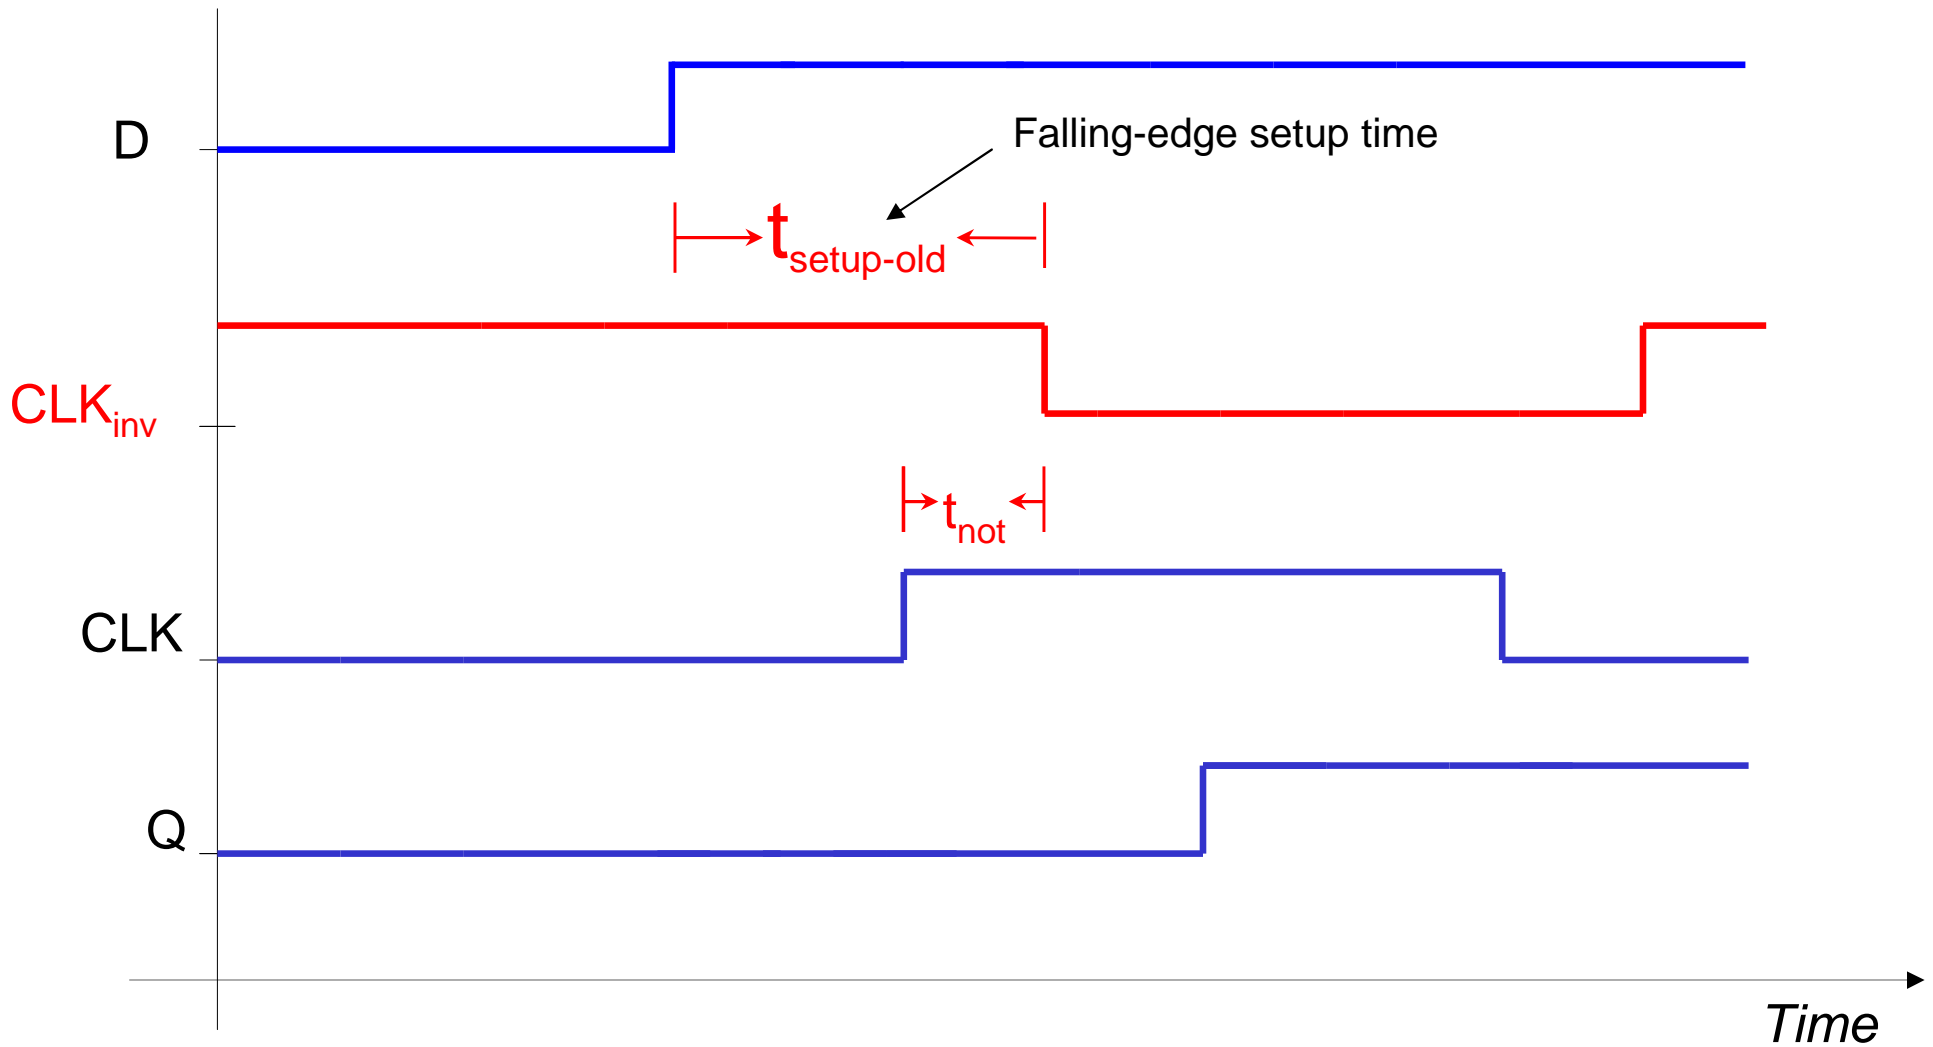 D
Falling-edge setup time
tsetup-old
CLKinv
tnot
CLK
Q
Time